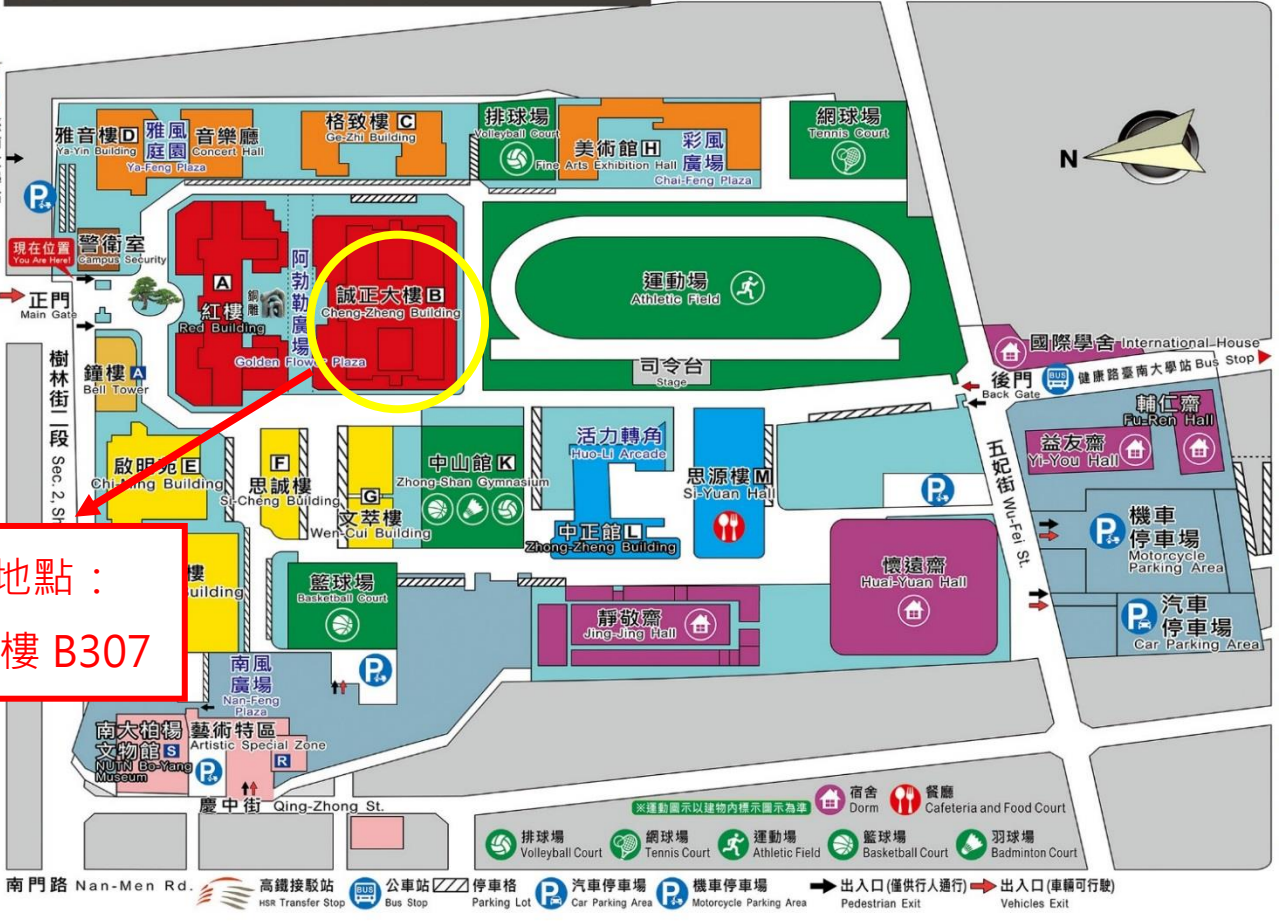 雅音樓 D
Ya-Yin Building
雅風
庭園
Ya-Feng Plaza
音樂廳
Concert Hall
格致樓 C
Ge-Zhi Building
排球場
Volleyball Court
美術館 H
Fine Arts Exhibition Hall
彩風
廣場
Chai-Feng Plaza
網球場
Tennis Court
N
P
現在位置
You Are Here!
警衛室
Campus Security
正門
Main Gate
A
紅樓
Red Building
銅雕
阿勃勒廣場
Golden Flower Plaza
誠正大樓 B
Cheng-Zheng Building
運動場
Athletic Field
司令台
Stage
國際學舍 International House
後門
Back Gate
BUS
健康路臺南大學站 Bus Stop
輔仁齋
Fu-Ren Hall
益友齋
Yi-You Hall
樹林街二段 Sec. 2, Sh
鐘樓 A
Bell Tower
啟明苑 E
Chi-Ming Building
F
思誠樓
Si-Cheng Building
G
文萃樓
Wen-Cui Building
中山館 K
Zhong-Shan Gymnasium
活力轉角
Huo-Li Arcade
中正館 L
Zhong-Zheng Building
思源樓 M
Si-Yuan Hall
P
五妃街 Wu-Fei St.
P
機車
停車場
Motorcycle
Parking Area
P
汽車
停車場
Car Parking Area
地點：
樓 B307
樓
uilding
籃球場
Basketball Court
靜敬齋
Jing-Jing Hall
懷遠齋
Huai-Yuan Hall
南風
廣場
Nan-Feng
Plaza
P
南大柏楊
文物館 S
NUTN Bo-Yang
Museum
藝術特區
Artistic Special Zone
R
P
慶中街 Qing-Zhong St.
※運動圖示以建物內標示圖示為準
宿舍
Dorm
餐廳
Cafeteria and Food Court
排球場
Volleyball Court
網球場
Tennis Court
運動場
Athletic Field
籃球場
Basketball Court
羽球場
Badminton Court
南門路 Nan-Men Rd.
高鐵接駁站
HSR Transfer Stop
BUS
公車站
Bus Stop
停車格
Parking Lot
P
汽車停車場
Car Parking Area
P
機車停車場
Motorcycle Parking Area
出入口(僅供行人通行)
Pedestrian Exit
出入口(車輛可行駛)
Vehicles Exit